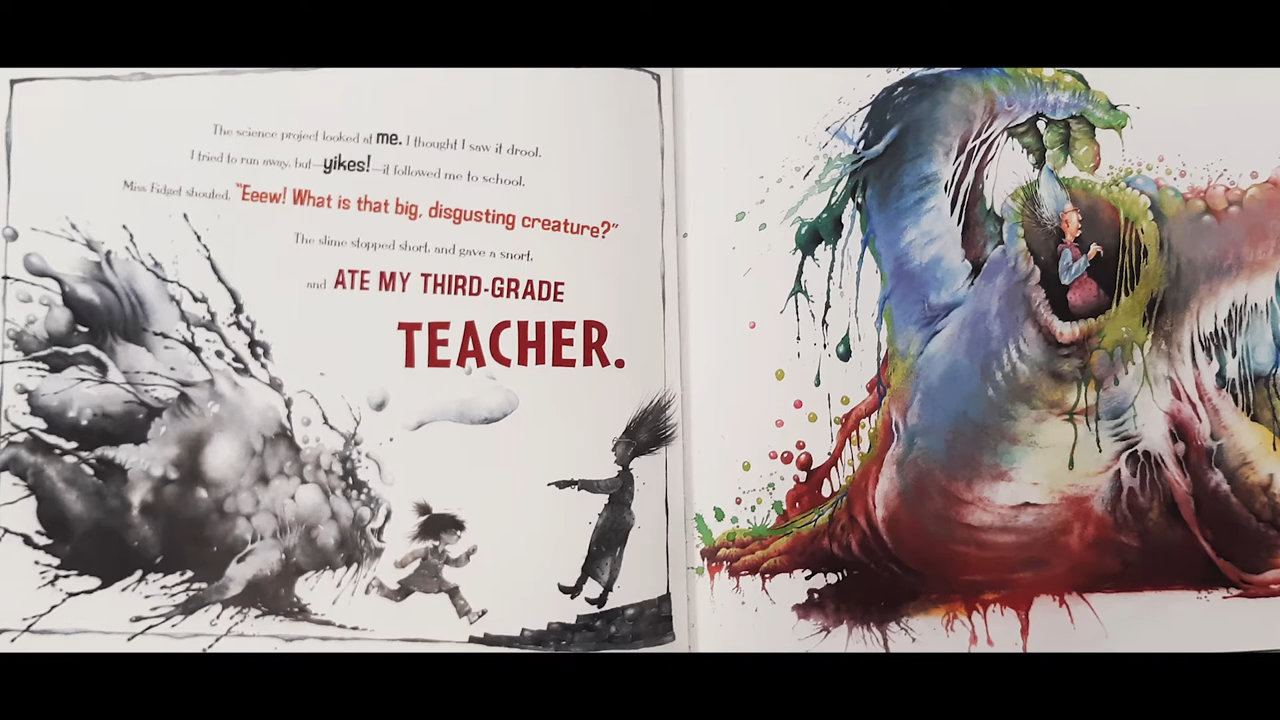 The science project looked at me. I thought I saw it drool.
I tried to run away, but—yikes!—it followed me to school.
Miss Fidget shouted, "Eeew! What is that big, disgusting creature?"
The slime stopped short, and gave a snort,
and ATE MY THIRD-GRADE
TEACHER.